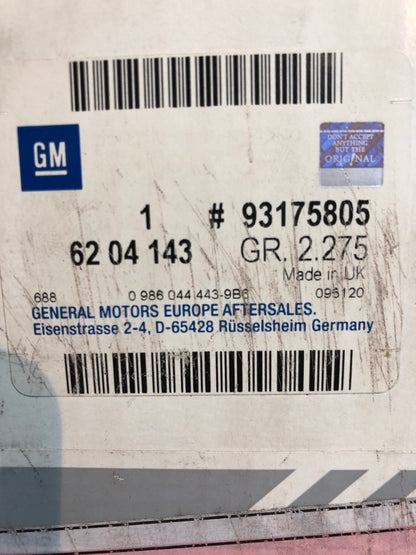 GM
DON'T ACCEPT
ANYTHING
BUT THE
ORIGINAL
1 # 93175805
62 04 143 GR. 2.275
Made in UK
688 0 986 044 443-9B6 095120
GENERAL MOTORS EUROPE AFTERSALES.
Eisenstrasse 2-4, D-65428 Rüsselsheim Germany